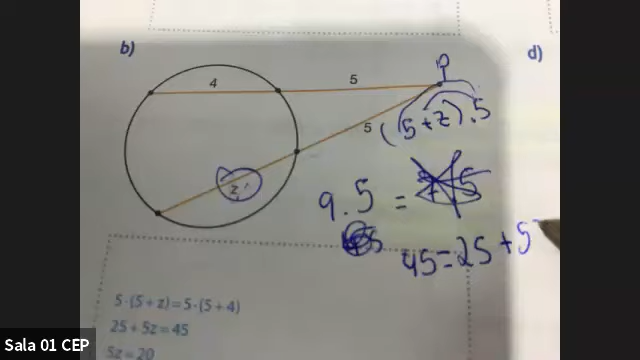 b)
d)
4
5
P
5
(5+z).5
z
9.5 =
45=25+5
5·(5+z)=5·(5+4)
25+5z=45
5z=20
Sala 01 CEP